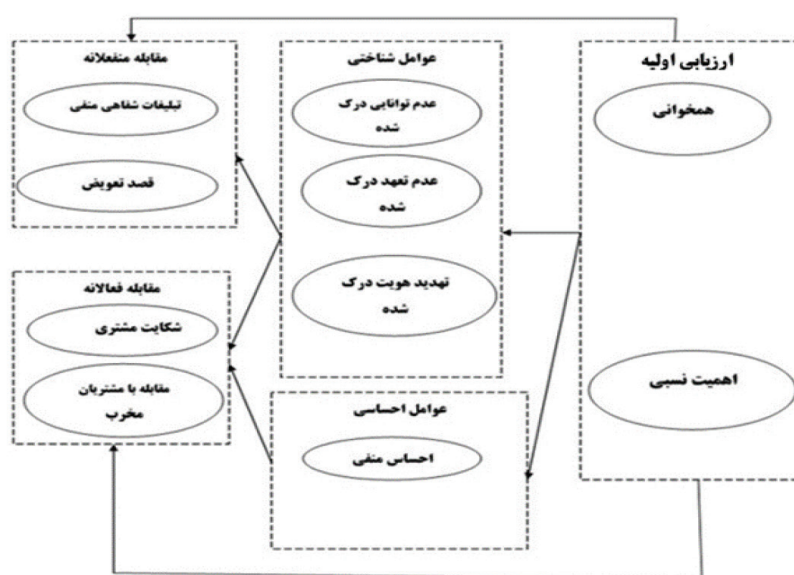 ارزیابی اولیه
همخوانی
اهمیت نسبی
عوامل شناختی
عدم توانایی درک
شده
عدم تعهد درک
شده
تهدید هویت درک
شده
عوامل احساسی
احساس منفی
مقابله منفعلانه
تبلیغات شفاهی منفی
قصد تعویض
مقابله فعالانه
شکایت مشتری
مقابله با مشتریان
مخرب